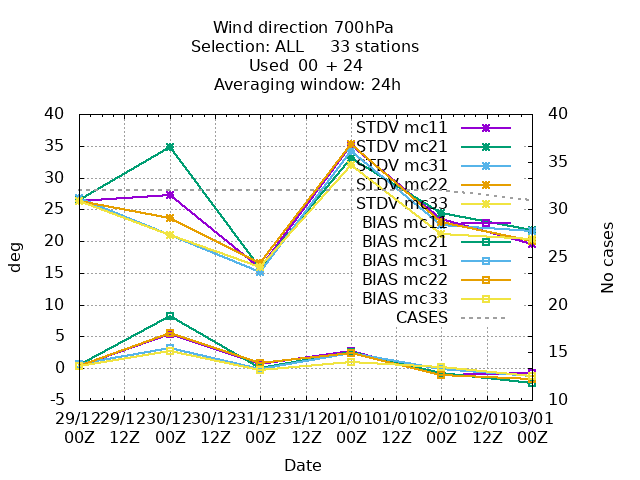 Wind direction 700hPa
Selection: ALL 33 stations
Used 00 + 24
Averaging window: 24h
40 40
35 35
30 30
25 25
20 20
15 15
10 10
5
0
-5
deg
No cases
STDV mc11
STDV mc21
STDV mc31
STDV mc22
STDV mc33
BIAS mc11
BIAS mc21
BIAS mc31
BIAS mc22
BIAS mc33
CASES
29/12 29/12 30/12 30/12 31/12 31/12 01/01 01/01 02/01 02/01 03/01
00Z 12Z 00Z 12Z 00Z 12Z 00Z 12Z 00Z 12Z 00Z
Date